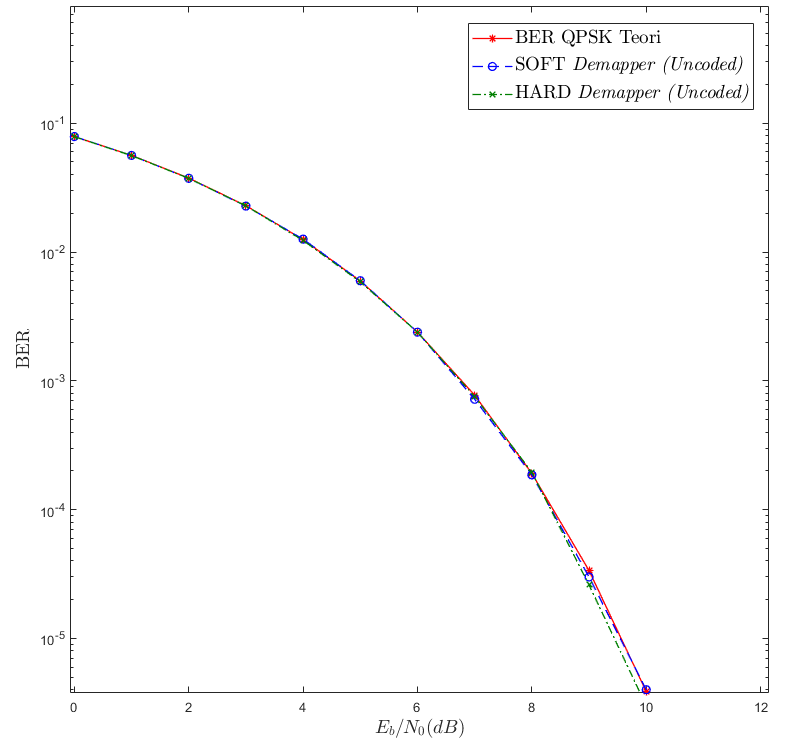 BER QPSK Teori
SOFT Demapper (Uncoded)
HARD Demapper (Uncoded)
10^-1
10^-2
10^-3
10^-4
10^-5
BER
0 2 4 6 8 10 12
E_b/N_0(dB)